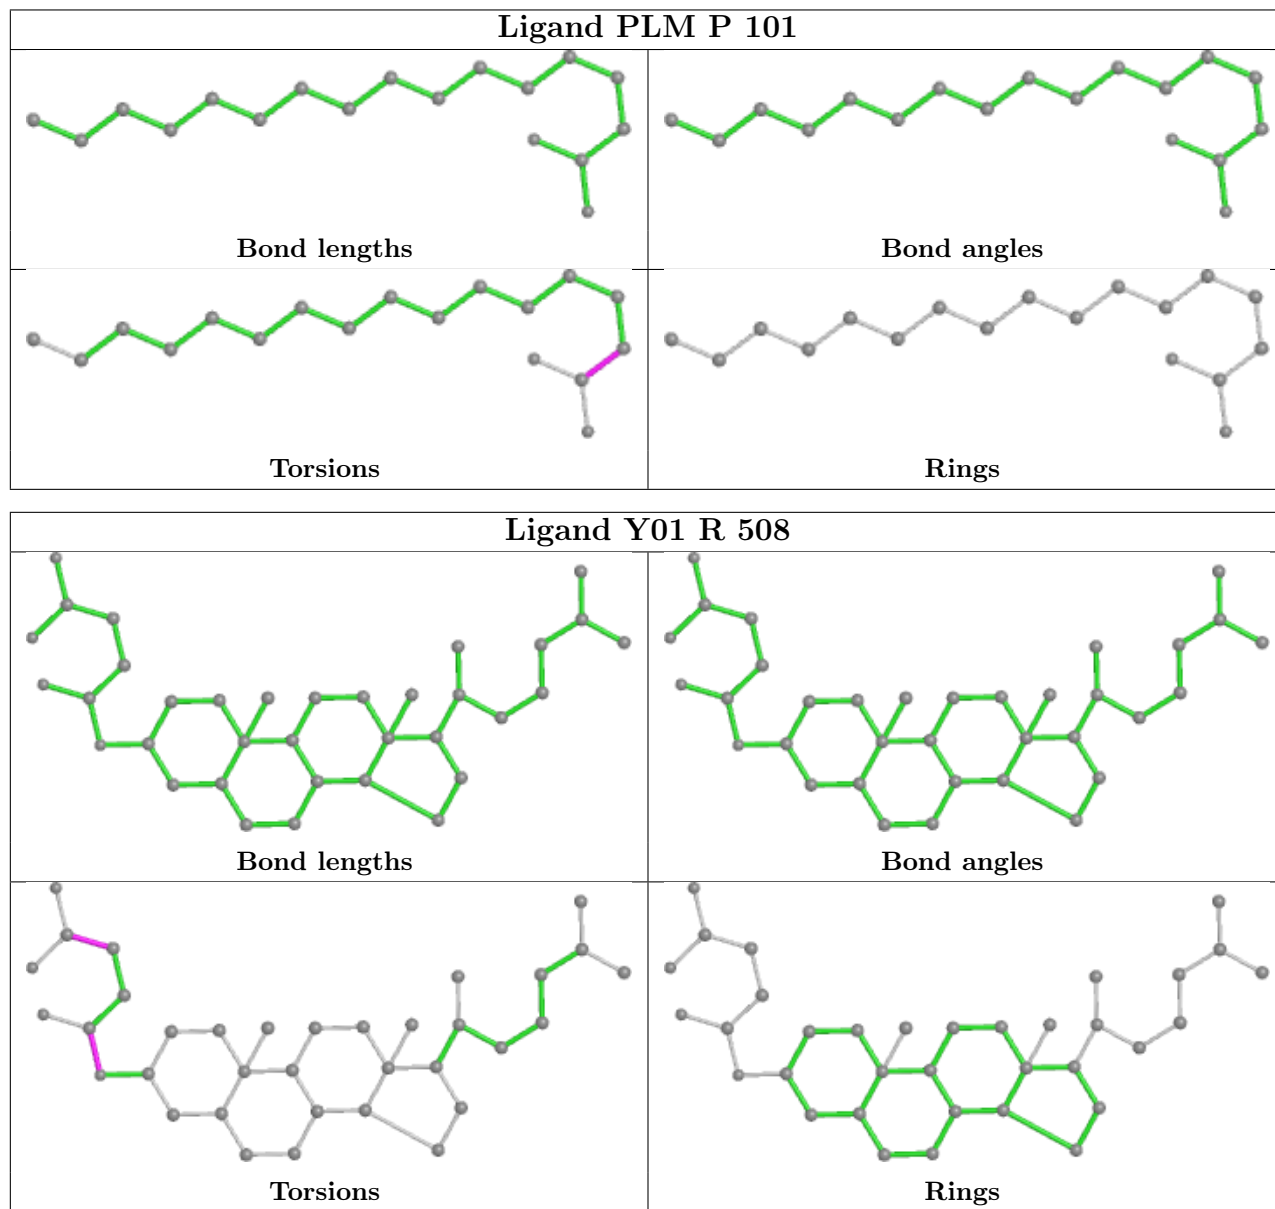 Ligand PLM P 101
Bond lengths
Bond angles
Torsions
Rings
Ligand Y01 R 508
Bond lengths
Bond angles
Torsions
Rings